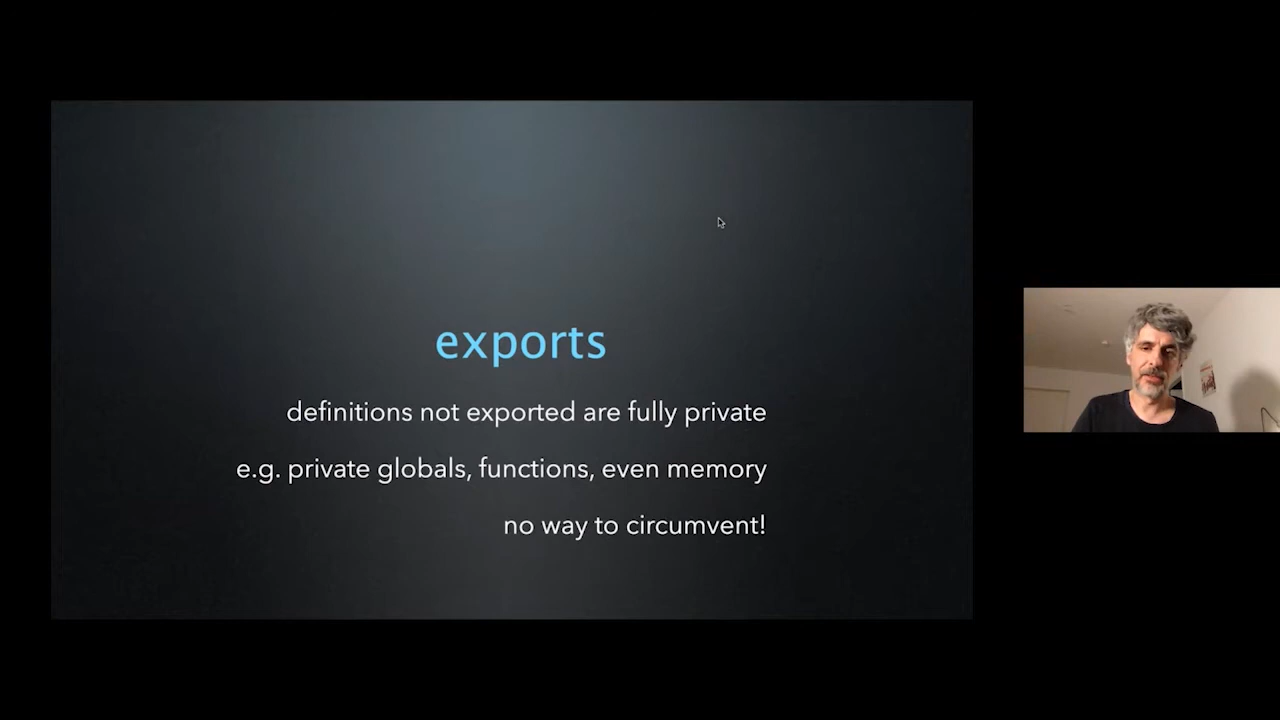 exports
definitions not exported are fully private
e.g. private globals, functions, even memory
no way to circumvent!